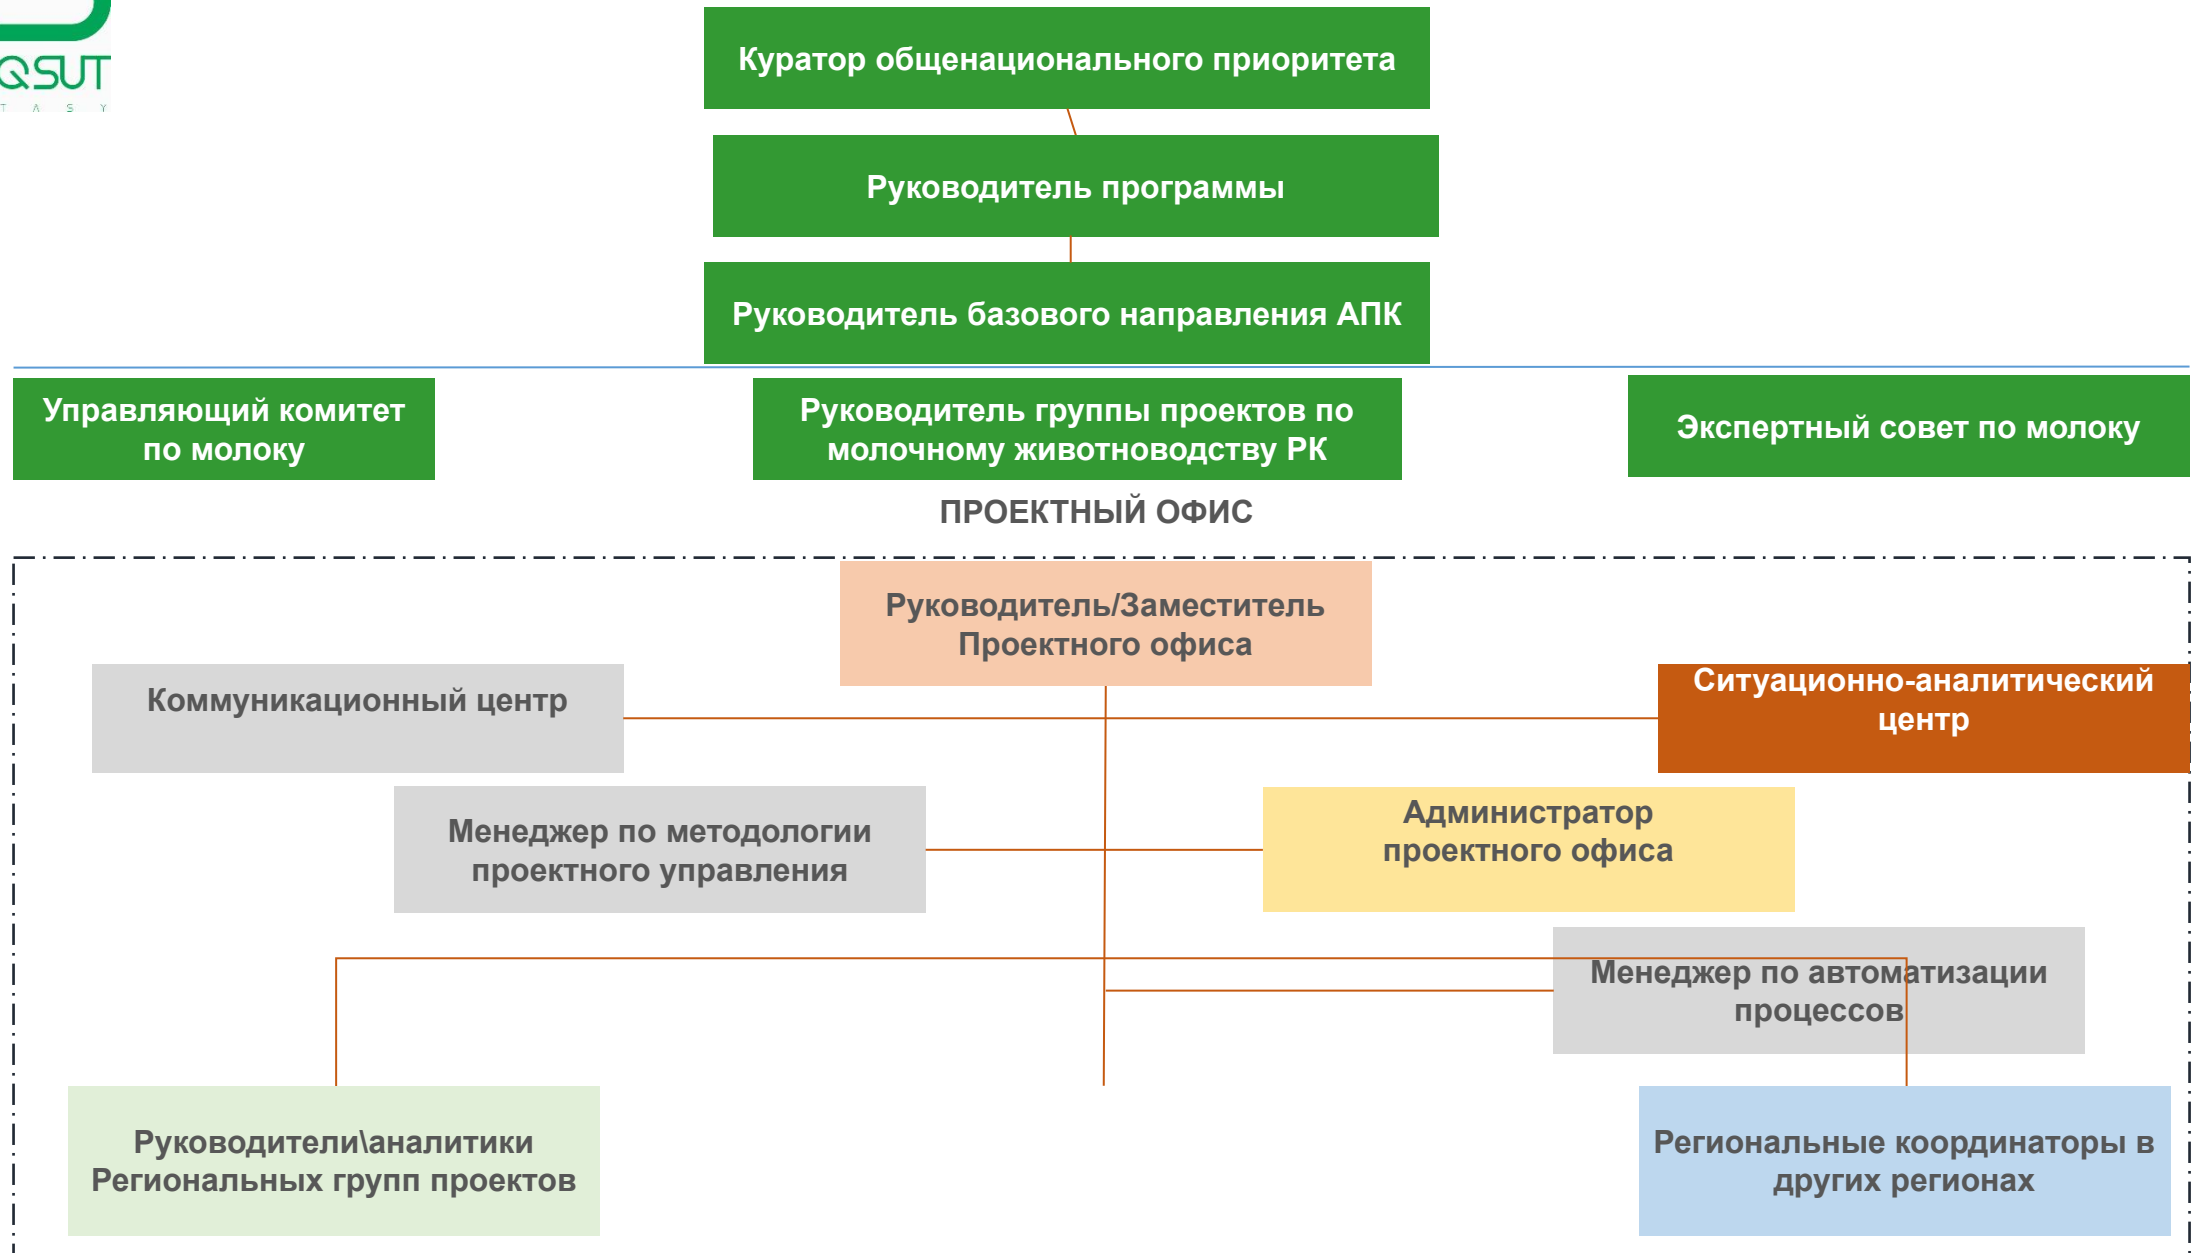 QSUT
T A S Y
Куратор общенационального приоритета
Руководитель программы
Руководитель базового направления АПК
Управляющий комитет
по молоку
Руководитель группы проектов по
молочному животноводству РК
Экспертный совет по молоку
ПРОЕКТНЫЙ ОФИС
Руководитель/Заместитель
Проектного офиса
Коммуникационный центр
Ситуационно-аналитический
центр
Менеджер по методологии
проектного управления
Администратор
проектного офиса
Менеджер по автоматизации
процессов
Руководители\аналитики
Региональных групп проектов
Региональные координаторы в
других регионах